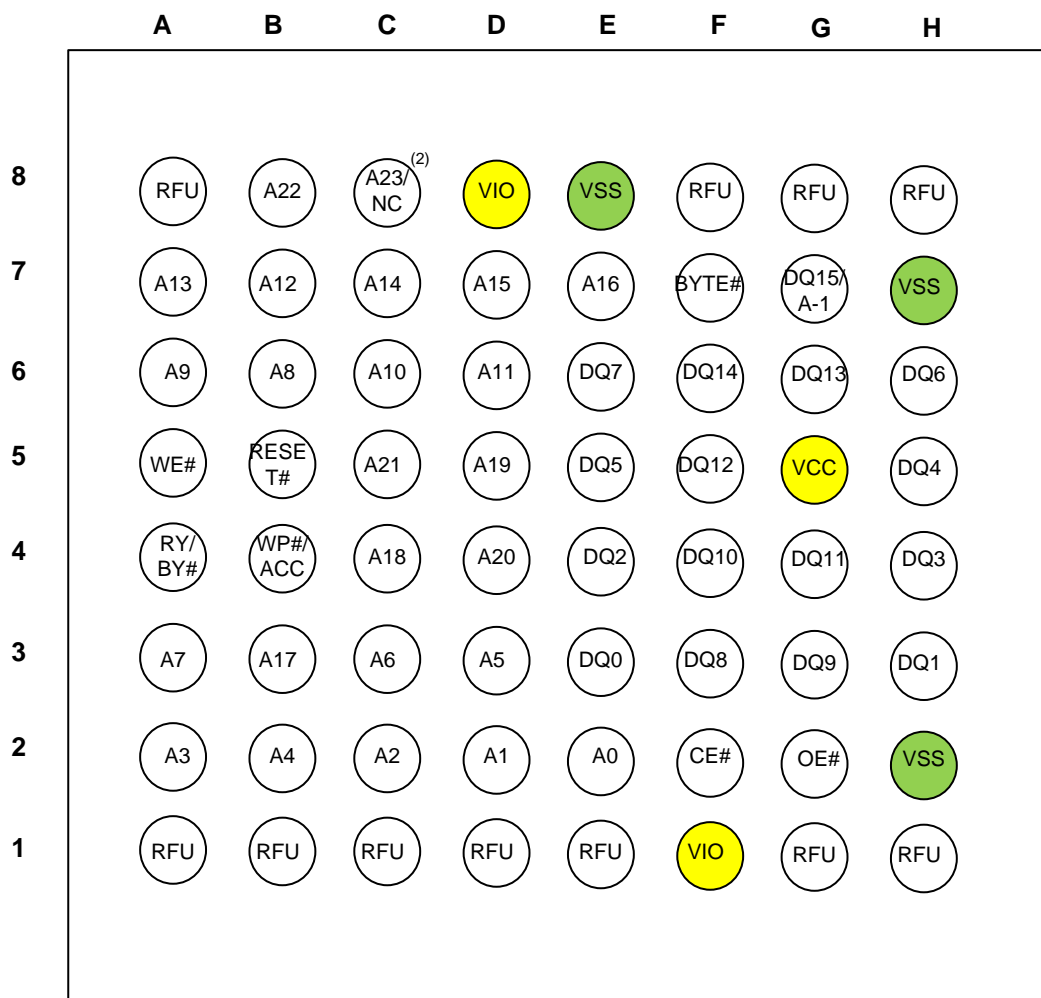 A B C D E F G H
8 RFU A22 A23/NC (2) VIO VSS RFU RFU RFU
7 A13 A12 A14 A15 A16 BYTE# DQ15/A-1 VSS
6 A9 A8 A10 A11 DQ7 DQ14 DQ13 DQ6
5 WE# RESET# A21 A19 DQ5 DQ12 VCC DQ4
4 RY/BY# WP#/ACC A18 A20 DQ2 DQ10 DQ11 DQ3
3 A7 A17 A6 A5 DQ0 DQ8 DQ9 DQ1
2 A3 A4 A2 A1 A0 CE# OE# VSS
1 RFU RFU RFU RFU RFU VIO RFU RFU